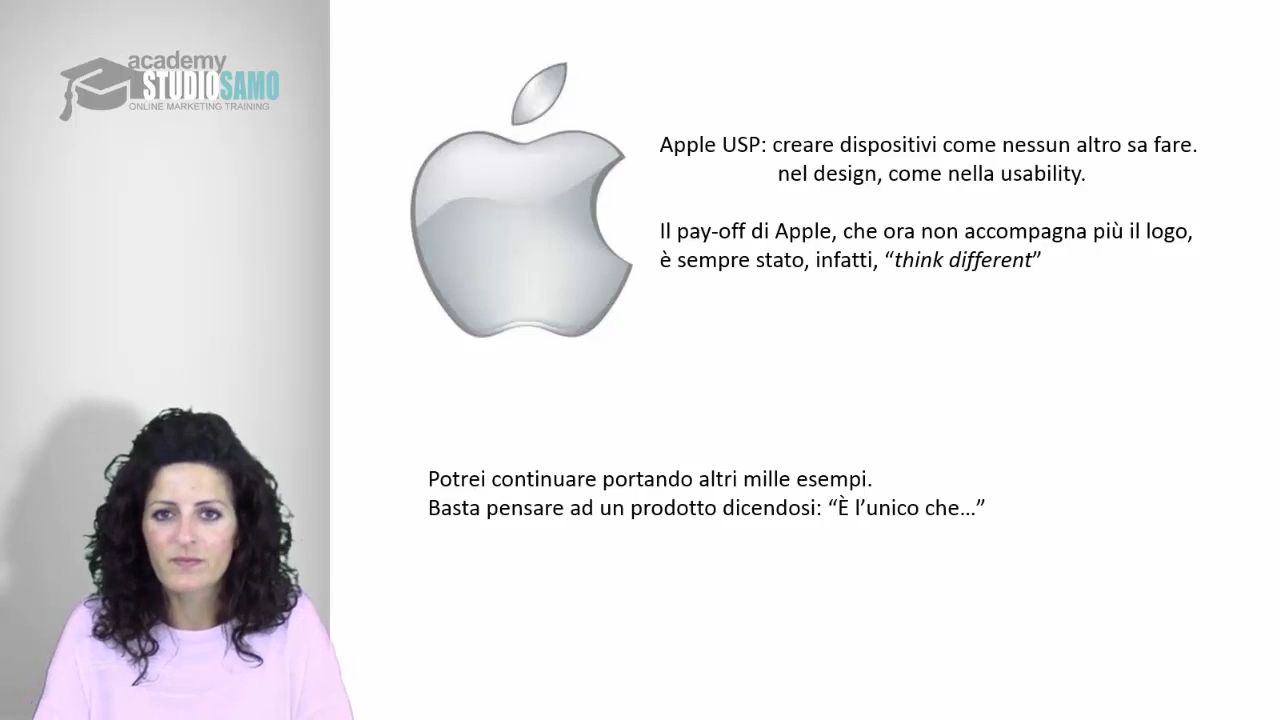 academy
STUDIOSAMO
ONLINE MARKETING TRAINING
Apple USP: creare dispositivi come nessun altro sa fare.
nel design, come nella usability.
Il pay-off di Apple, che ora non accompagna più il logo,
è sempre stato, infatti, “think different”
Potrei continuare portando altri mille esempi.
Basta pensare ad un prodotto dicendosi: “È l’unico che…”